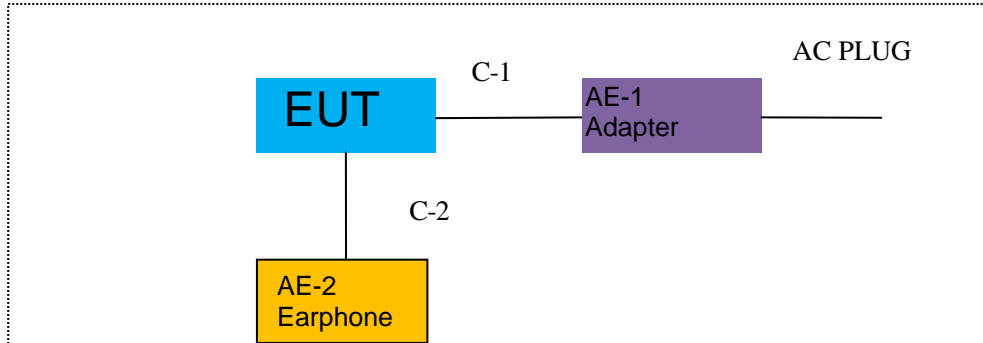 AC PLUG
C-1
EUT
AE-1
Adapter
C-2
AE-2
Earphone